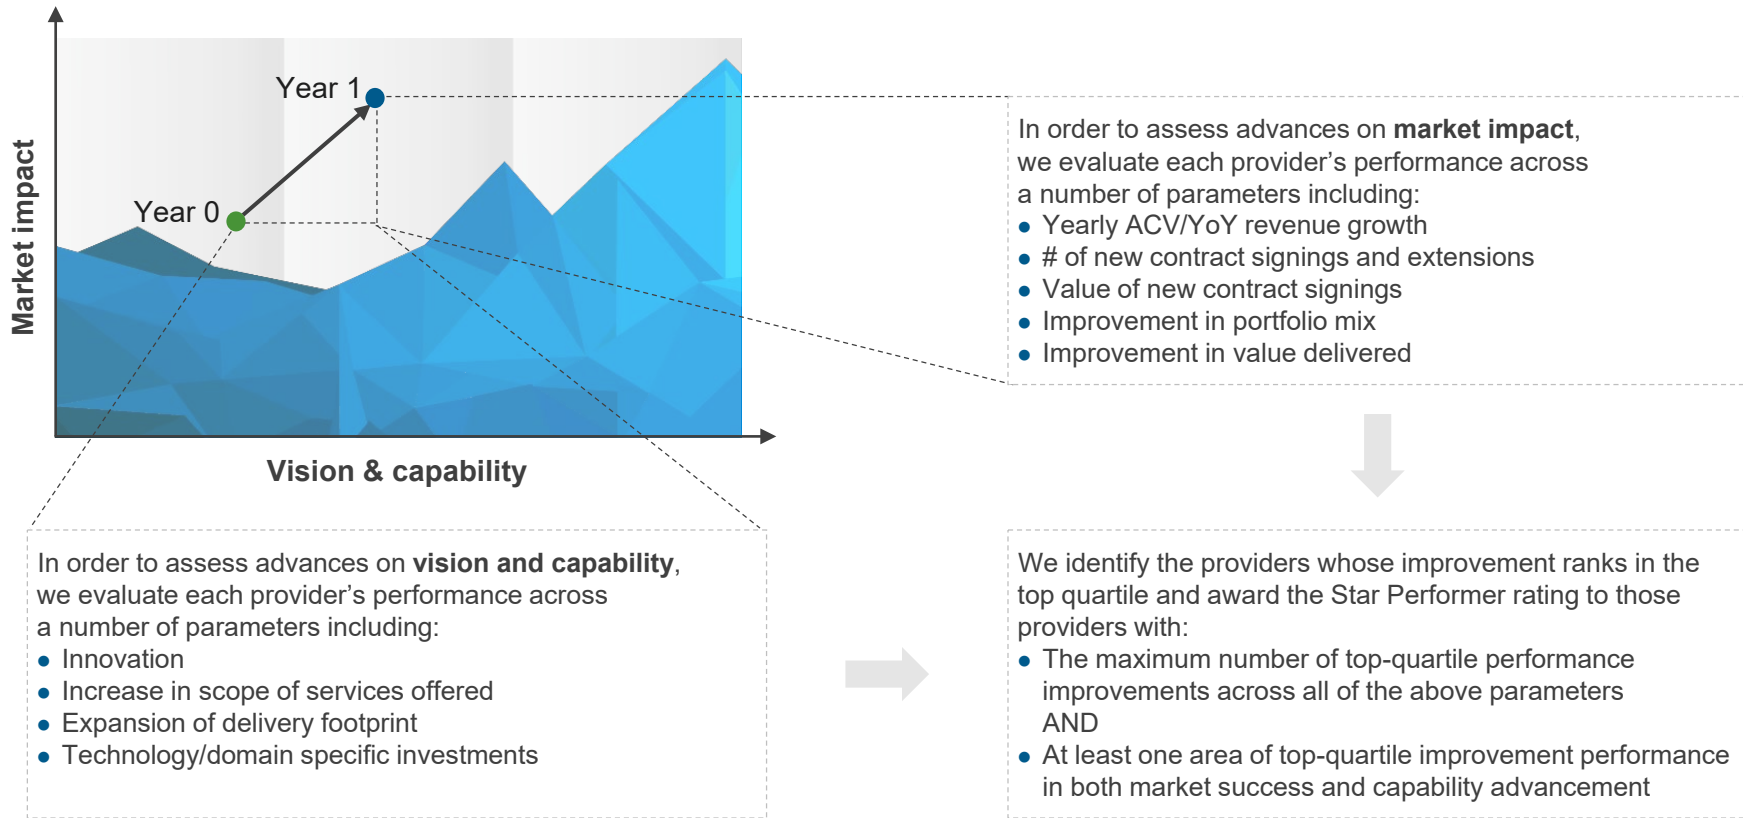 Year 1
Year 0
Market impact
Vision & capability
In order to assess advances on market impact,
we evaluate each provider’s performance across
a number of parameters including:
● Yearly ACV/YoY revenue growth
● # of new contract signings and extensions
● Value of new contract signings
● Improvement in portfolio mix
● Improvement in value delivered
In order to assess advances on vision and capability,
we evaluate each provider’s performance across
a number of parameters including:
● Innovation
● Increase in scope of services offered
● Expansion of delivery footprint
● Technology/domain specific investments
We identify the providers whose improvement ranks in the
top quartile and award the Star Performer rating to those
providers with:
● The maximum number of top-quartile performance
improvements across all of the above parameters
AND
● At least one area of top-quartile improvement performance
in both market success and capability advancement